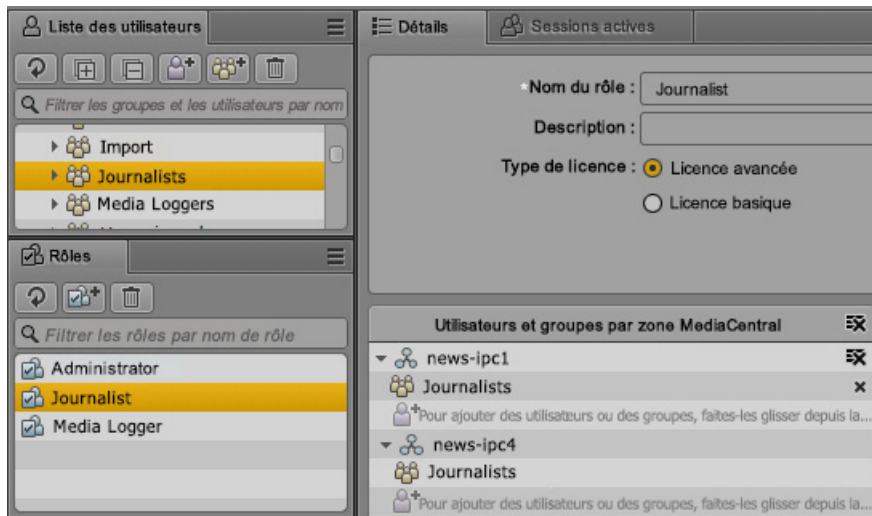 Liste des utilisateurs
Filtrer les groupes et les utilisateurs par nom
Import
Journalists
Media Loggers
Rôles
Filtrer les rôles par nom de rôle
Administrator
Journalist
Media Logger
Détails
Sessions actives
*Nom du rôle : Journalist
Description :
Type de licence : Licence avancée
Licence basique
Utilisateurs et groupes par zone MediaCentral
news-ipc1
Journalists
Pour ajouter des utilisateurs ou des groupes, faites-les glisser depuis la...
news-ipc4
Journalists
Pour ajouter des utilisateurs ou des groupes, faites-les glisser depuis la...